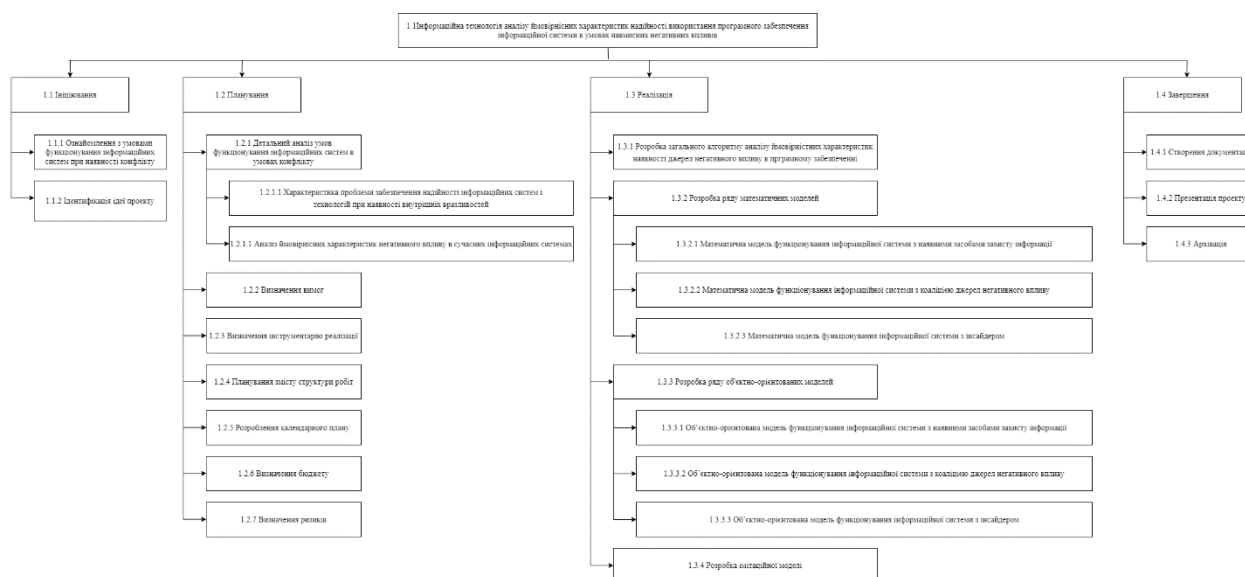 1 Інформаційна технологія аналізу ймовірнісних характеристик надійності використання програмного забезпечення
інформаційної системи в умовах навмисних негативних впливів
1.1 Ініціювання
1.1.1 Ознайомлення з умовами
функціонування інформаційних
систем при наявності конфлікту
1.1.2 Ідентифікація ідеї проекту
1.2 Планування
1.2.1 Детальний аналіз умов
функціонування інформаційних систем в
умовах конфлікту
1.2.1.1 Характеристика проблеми забезпечення надійності інформаційних систем і
технологій при наявності внутрішніх вразливостей
1.2.1.1 Аналіз ймовірнісних характеристик негативного впливу в сучасних інформаційних системах
1.2.2 Визначення вимог
1.2.3 Визначення інструментарію реалізації
1.2.4 Планування змісту структури робіт
1.2.5 Розроблення календарного плану
1.2.6 Визначення бюджету
1.2.7 Визначення ризиків
1.3 Реалізація
1.3.1 Розробка загального алгоритму аналізу ймовірністних характеристик
наявності джерел негативного впливу в прграмному забезпеченні
1.3.2 Розробка ряду математичних моделей
1.3.2.1 Математична модель функціонування інформаційної системи з наявними засобами захисту інформації
1.3.2.2 Математична модель функціонування інформаційної системи з коаліцією джерел негативного впливу
1.3.2.3 Математична модель функціонування інформаційної системи з інсайдером
1.3.3 Розробка ряду об'єктно-орієнтованих моделей
1.3.3.1 Об'єктно-орієнтована модель функціонування інформаційної системи з наявними засобами захисту інформації
1.3.3.2 Об'єктно-орієнтована модель функціонування інформаційної системи з коаліцією джерел негативного впливу
1.3.3.3 Об'єктно-орієнтована модель функціонування інформаційної системи з інсайдером
1.3.4 Розробка імітаційної моделі
1.4 Завершення
1.4.1 Створення документац
1.4.2 Презентація проекту
1.4.3 Архівація